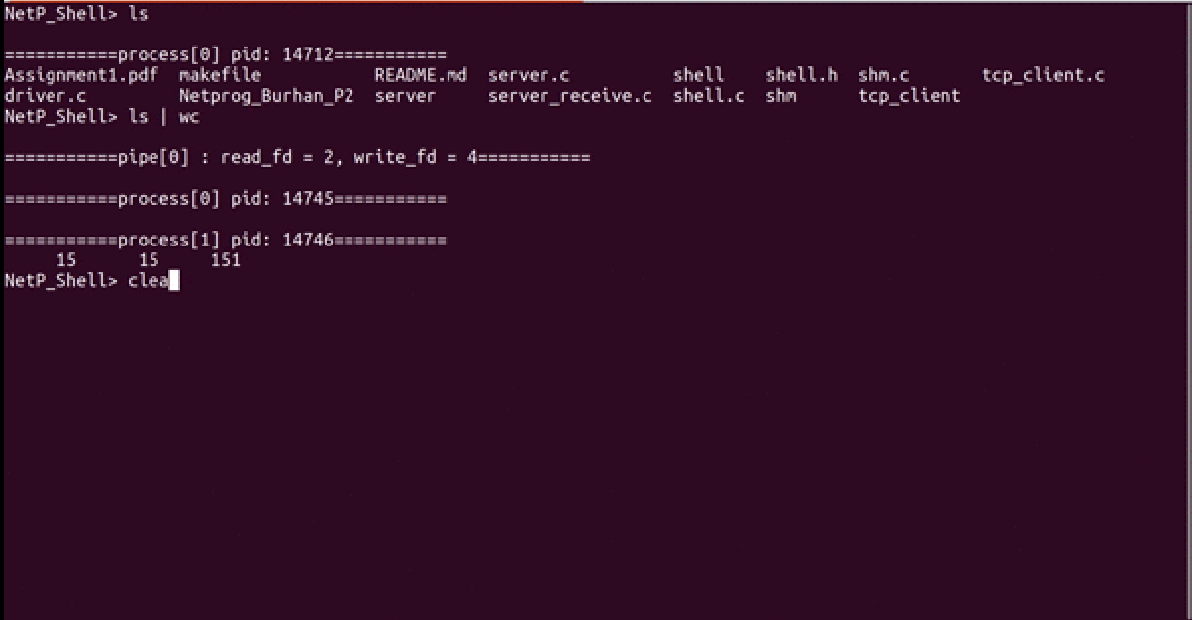 NetP_Shell> ls
===========process[0] pid: 14712===========
Assignment1.pdf  makefile           README.md  server.c          shell    shell.h  shm.c       tcp_client.c
driver.c         Netprog_Burhan_P2  server     server_receive.c  shell.c  shm      tcp_client
NetP_Shell> ls | wc
===========pipe[0] : read_fd = 2, write_fd = 4===========
===========process[0] pid: 14745===========
===========process[1] pid: 14746===========
     15      15     151
NetP_Shell> clea